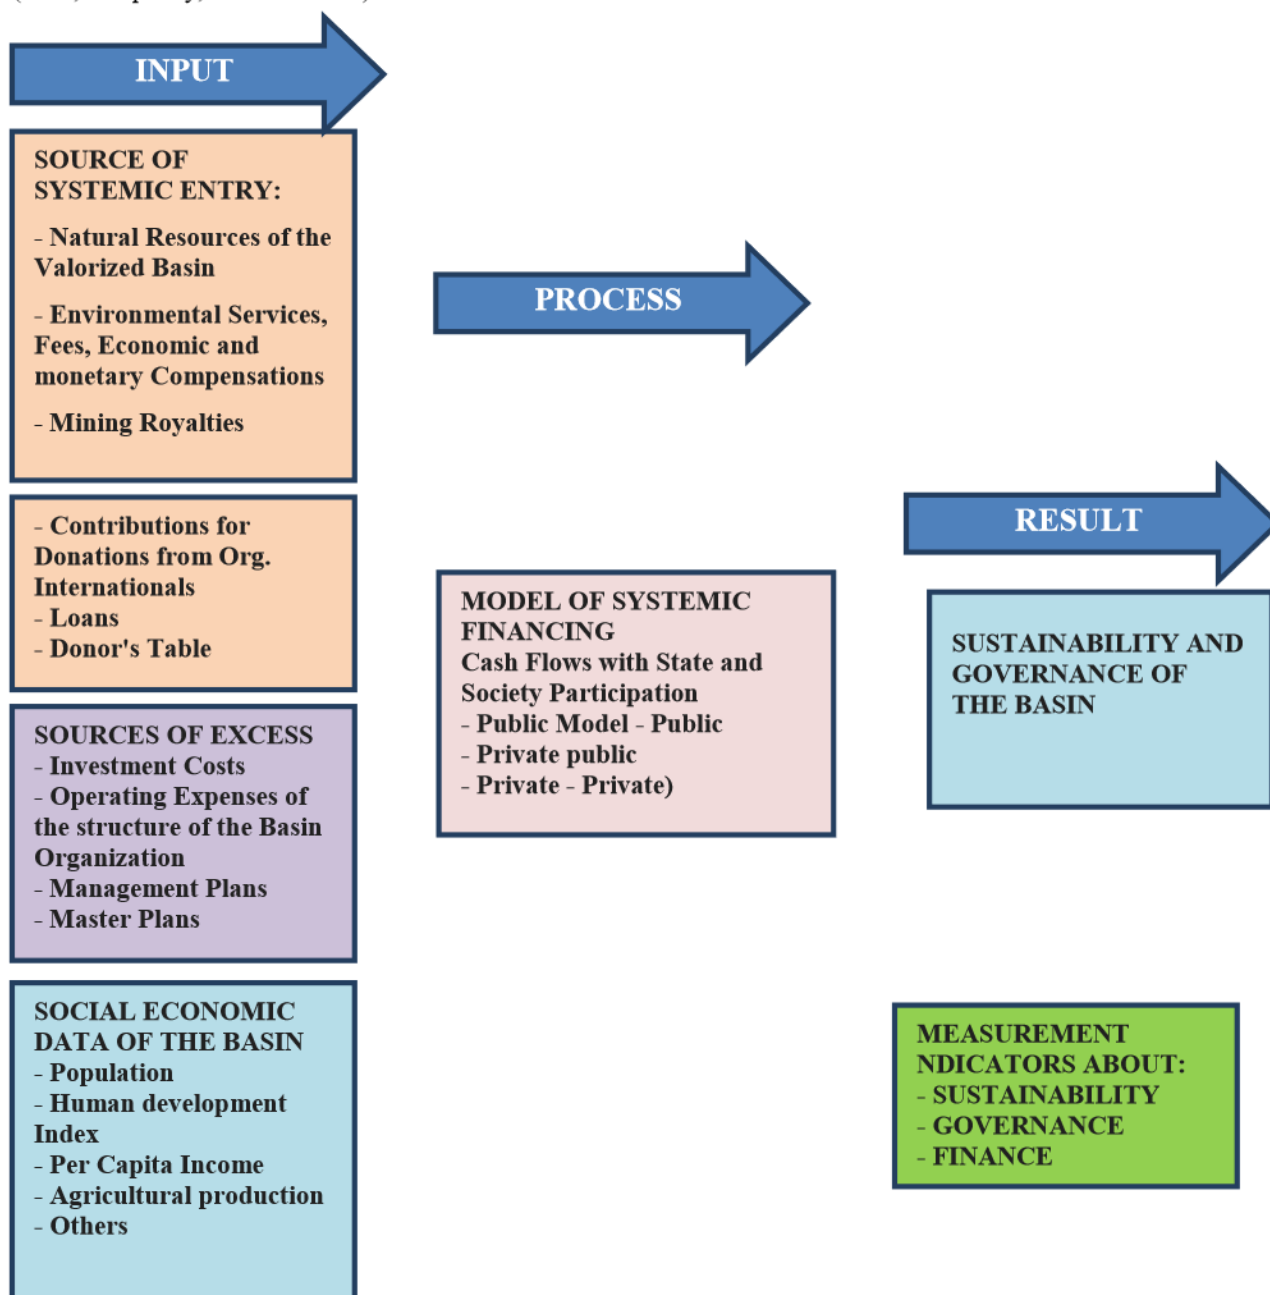 INPUT
SOURCE OF
SYSTEMIC ENTRY:
- Natural Resources of the
Valorized Basin
- Environmental Services,
Fees, Economic and
monetary Compensations
- Mining Royalties
- Contributions for
Donations from Org.
Internationals
- Loans
- Donor's Table
SOURCES OF EXCESS
- Investment Costs
- Operating Expenses of
the structure of the Basin
Organization
- Management Plans
- Master Plans
SOCIAL ECONOMIC
DATA OF THE BASIN
- Population
- Human development
Index
- Per Capita Income
- Agricultural production
- Others
PROCESS
MODEL OF SYSTEMIC
FINANCING
Cash Flows with State and
Society Participation
- Public Model - Public
- Private public
- Private - Private)
RESULT
SUSTAINABILITY AND
GOVERNANCE OF
THE BASIN
MEASUREMENT
NDICATORS ABOUT:
- SUSTAINABILITY
- GOVERNANCE
- FINANCE